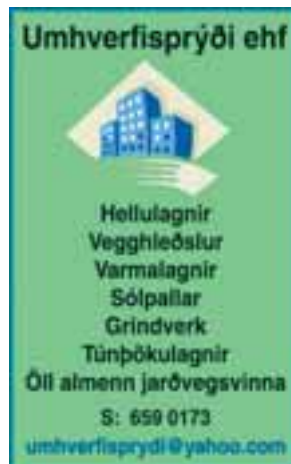 Umhverfisprýði ehf
Hellulagnir
Vegghleðslur
Varmalagnir
Sólpallar
Grindverk
Túnþökulagnir
Öll almenn jarðvegsvinna
S: 659 0173
umhverfisprydi@yahoo.com